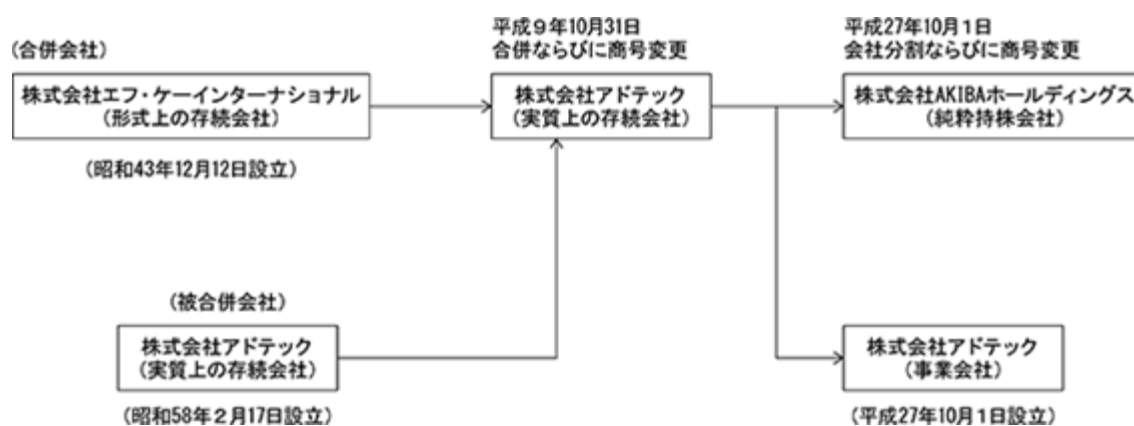 (合併会社)
株式会社エフ・ケーインターナショナル
(形式上の存続会社)
(昭和43年12月12日設立)
平成9年10月31日
合併ならびに商号変更
株式会社アドテック
(実質上の存続会社)
平成27年10月1日
会社分割ならびに商号変更
株式会社AKIBAホールディングス
(純粋持株会社)
(被合併会社)
株式会社アドテック
(実質上の存続会社)
(昭和58年2月17日設立)
株式会社アドテック
(事業会社)
(平成27年10月1日設立)